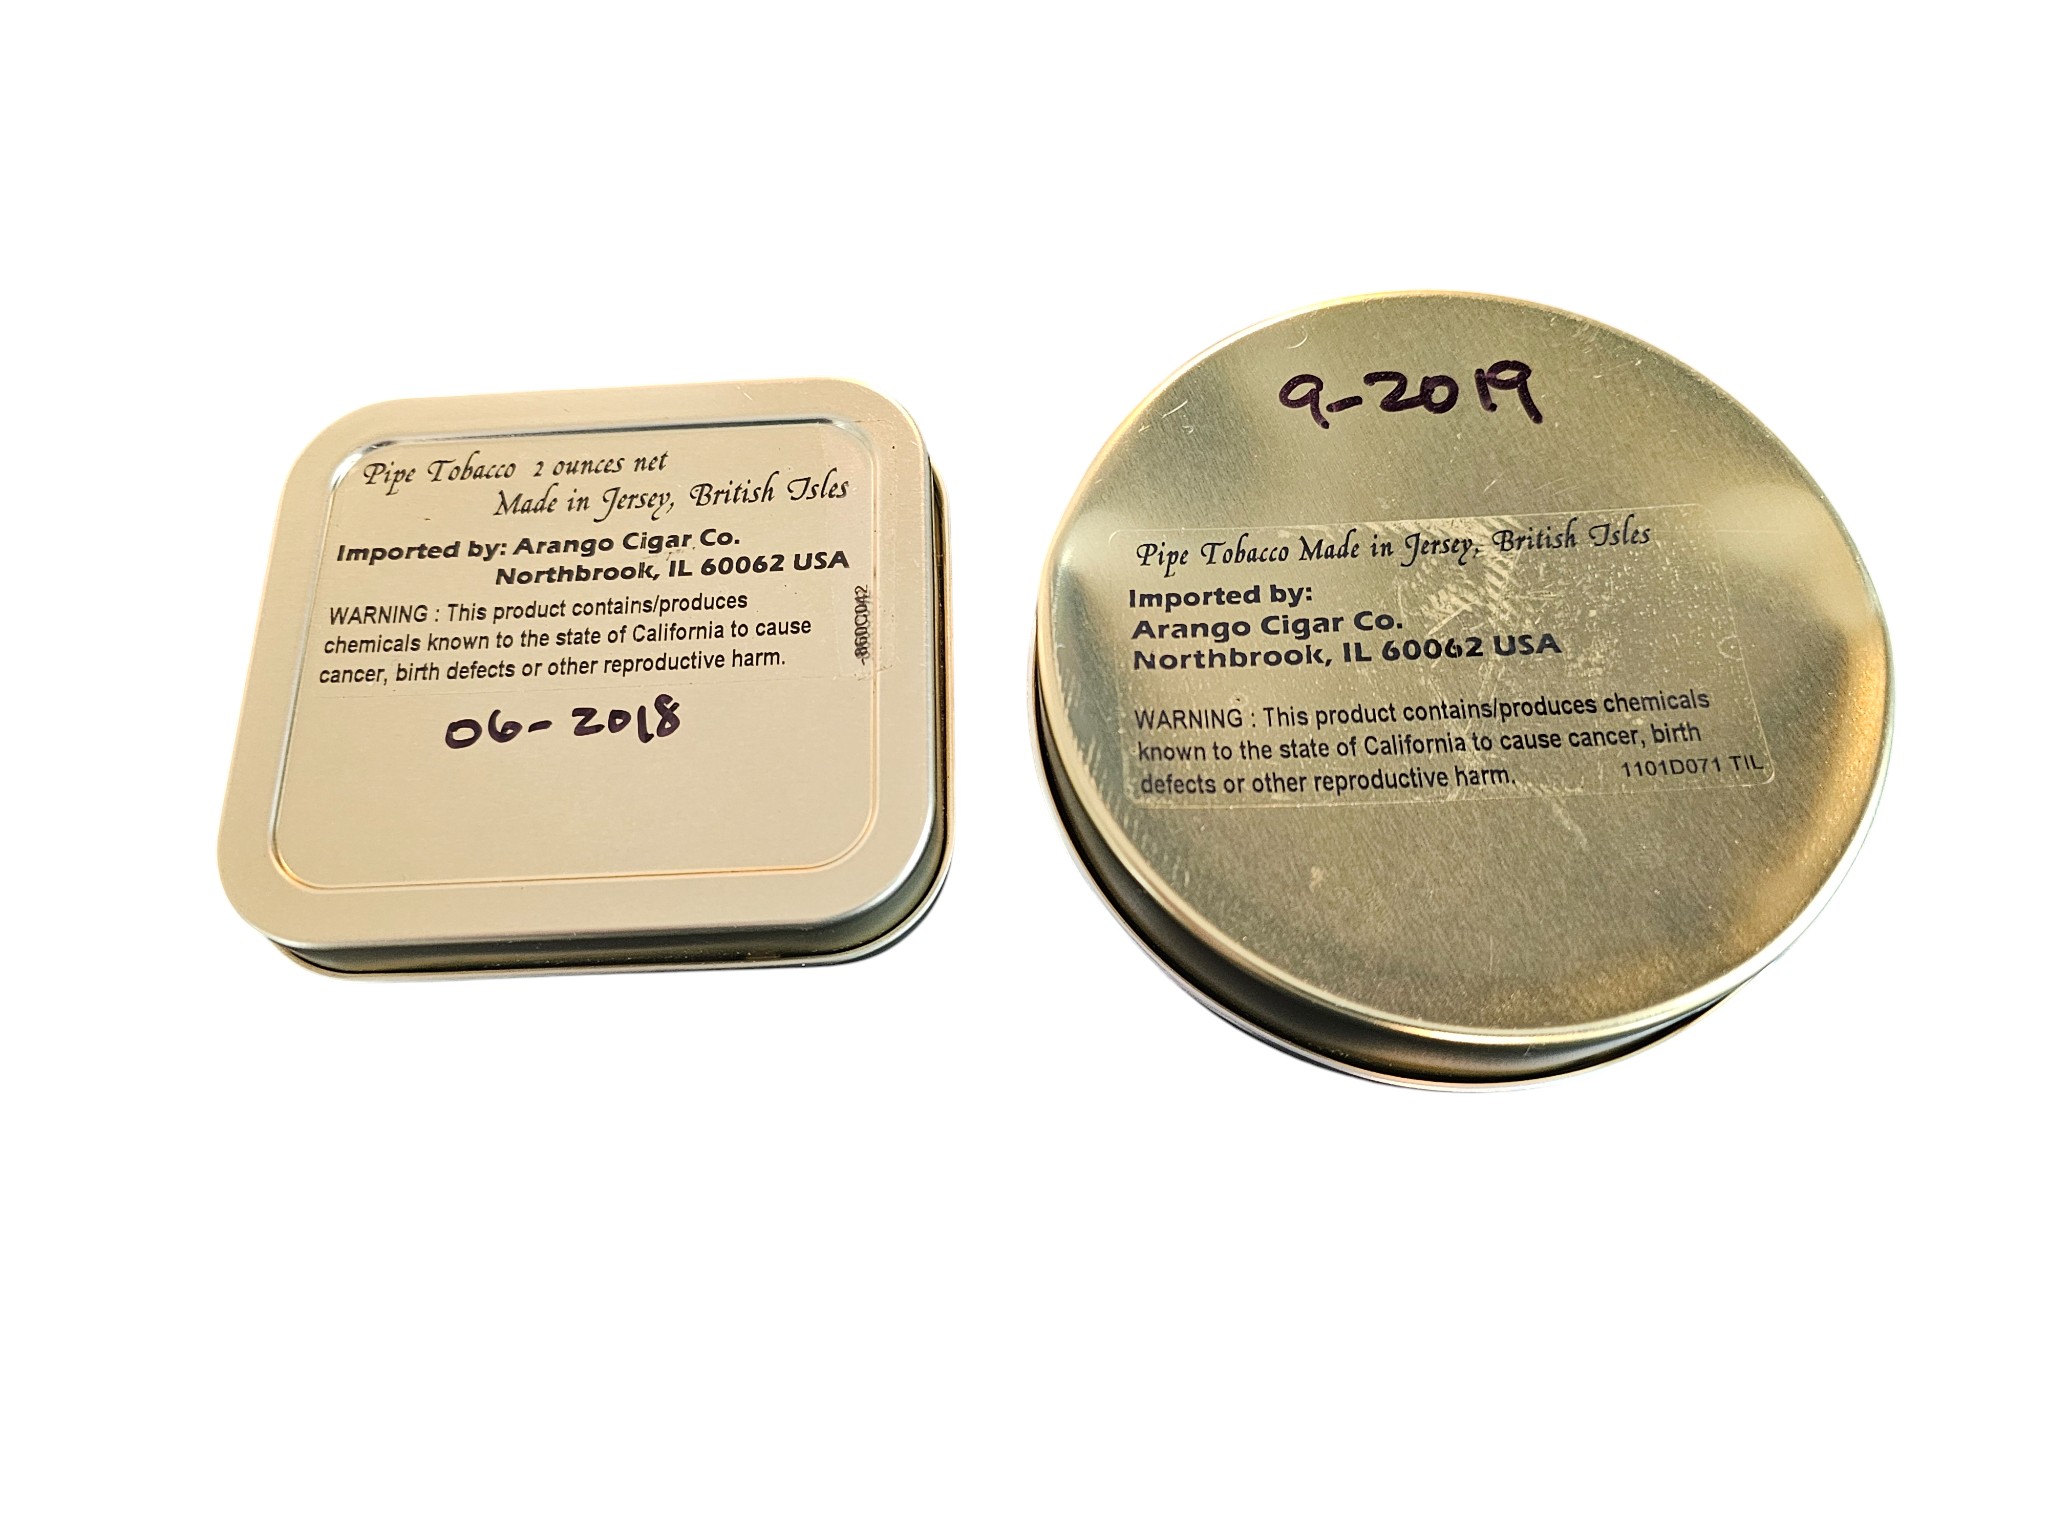 Pipe Tobacco 2 ounces net
Made in Jersey, British Isles
Imported by: Arango Cigar Co.
Northbrook, IL 60062 USA
WARNING : This product contains/produces
chemicals known to the state of California to cause
cancer, birth defects or other reproductive harm.
06-2018
9-2019
Pipe Tobacco Made in Jersey, British Isles
Imported by:
Arango Cigar Co.
Northbrook, IL 60062 USA
WARNING : This product contains/produces chemicals
known to the state of California to cause cancer, birth
defects or other reproductive harm.
1101D071 TIL